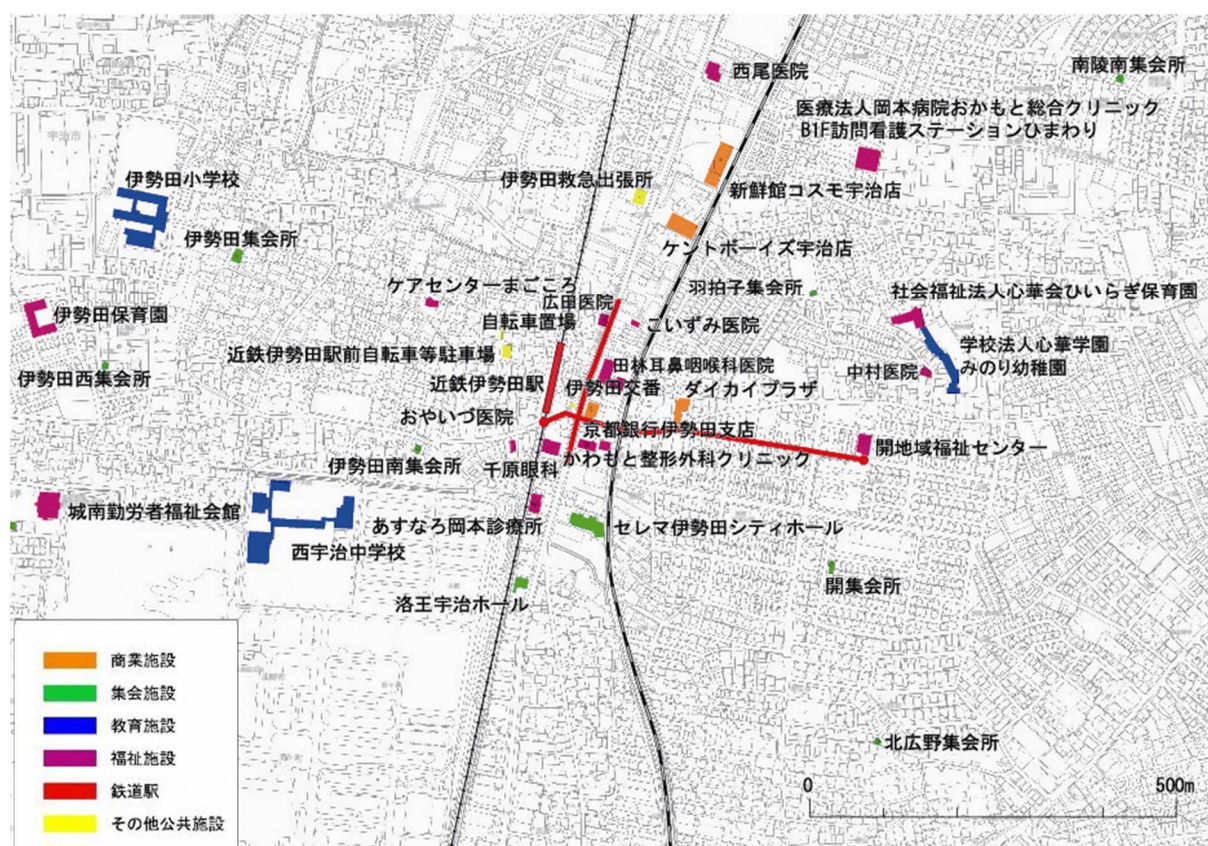 西尾医院
南陵南集会所
医療法人岡本病院おかもと総合クリニック
B1F訪問看護ステーションひまわり
宇治市
伊勢田小学校
伊勢田救急出張所
新鮮館コスモ宇治店
伊勢田集会所
ケントボーイズ宇治店
ケアセンターまごころ
羽拍子集会所
社会福祉法人心華会ひいらぎ保育園
広田医院
伊勢田保育園
自転車置場
こいずみ医院
学校法人心華学園
みのり幼稚園
近鉄伊勢田駅前自転車等駐車場
田林耳鼻咽喉科医院
中村医院
伊勢田西集会所
近鉄伊勢田駅
伊勢田交番
ダイカイプラザ
おやいづ医院
京都銀行伊勢田支店
開地域福祉センター
伊勢田南集会所
千原眼科
かわもと整形外科クリニック
城南勤労者福祉会館
あすなろ岡本診療所
セレマ伊勢田シティホール
西宇治中学校
開集会所
洛王宇治ホール
商業施設
集会施設
教育施設
福祉施設
鉄道駅
その他公共施設
北広野集会所
0
500m